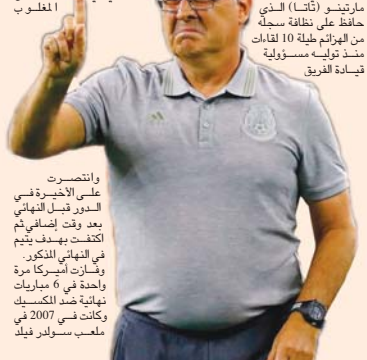 المغلوب
مارتينو (تاتا) الذي
حافظ على نظافة سجله
من الهزائم طيلة 10 لقاءات
منذ توليه مسؤولية
قيادة الفريق
وانتصرت
على الأخيرة في
الدور قبل النهائي
بعد وقت إضافي ثم
اكتفت بهدف يتيم
في النهائي المذكور.
وفازت أميركا مرة
واحدة في 6 مباريات
نهائية ضد المكسيك
وكانت في 2007 في
ملعب سولدر فيلد